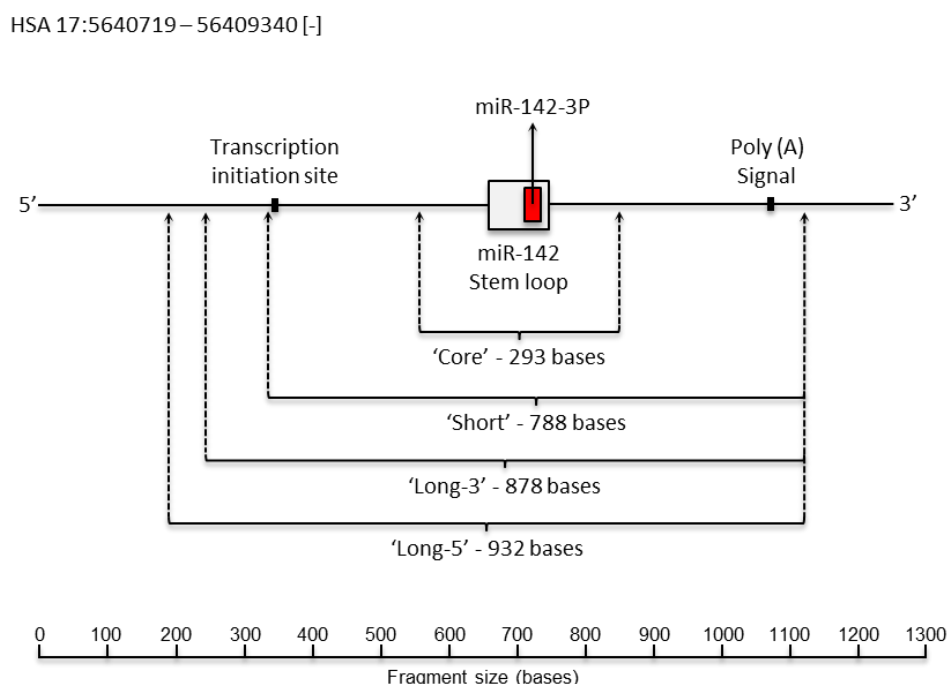 HSA 17:5640719 – 56409340 [-]
miR-142-3P
Transcription
initiation site
Poly (A)
Signal
5’
3’
miR-142
Stem loop
‘Core’ - 293 bases
‘Short’ - 788 bases
‘Long-3’ - 878 bases
‘Long-5’ - 932 bases
0 100 200 300 400 500 600 700 800 900 1000 1100 1200 1300
Fragment size (bases)